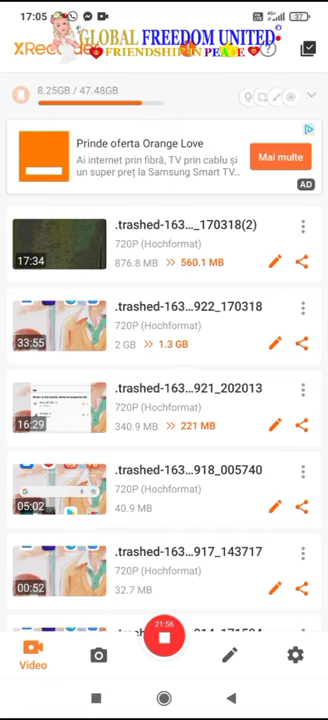 17:05
37
GLOBAL FREEDOM UNITED
FRIENDSHIP IN PEACE
XRecorder
8.25GB / 47.48GB
Prinde oferta Orange Love
Ai internet prin fibră, TV prin cablu și
un super preț la Samsung Smart TV...
Mai multe
AD
.trashed-163..._170318(2)
720P (Hochformat)
17:34
876.8 MB >> 560.1 MB
.trashed-163...922_170318
720P (Hochformat)
33:55
2 GB >> 1.3 GB
.trashed-163...921_202013
720P (Hochformat)
16:29
340.9 MB >> 221 MB
.trashed-163...918_005740
720P (Hochformat)
05:02
40.9 MB
.trashed-163...917_143717
720P (Hochformat)
00:52
32.7 MB
21:56
Video